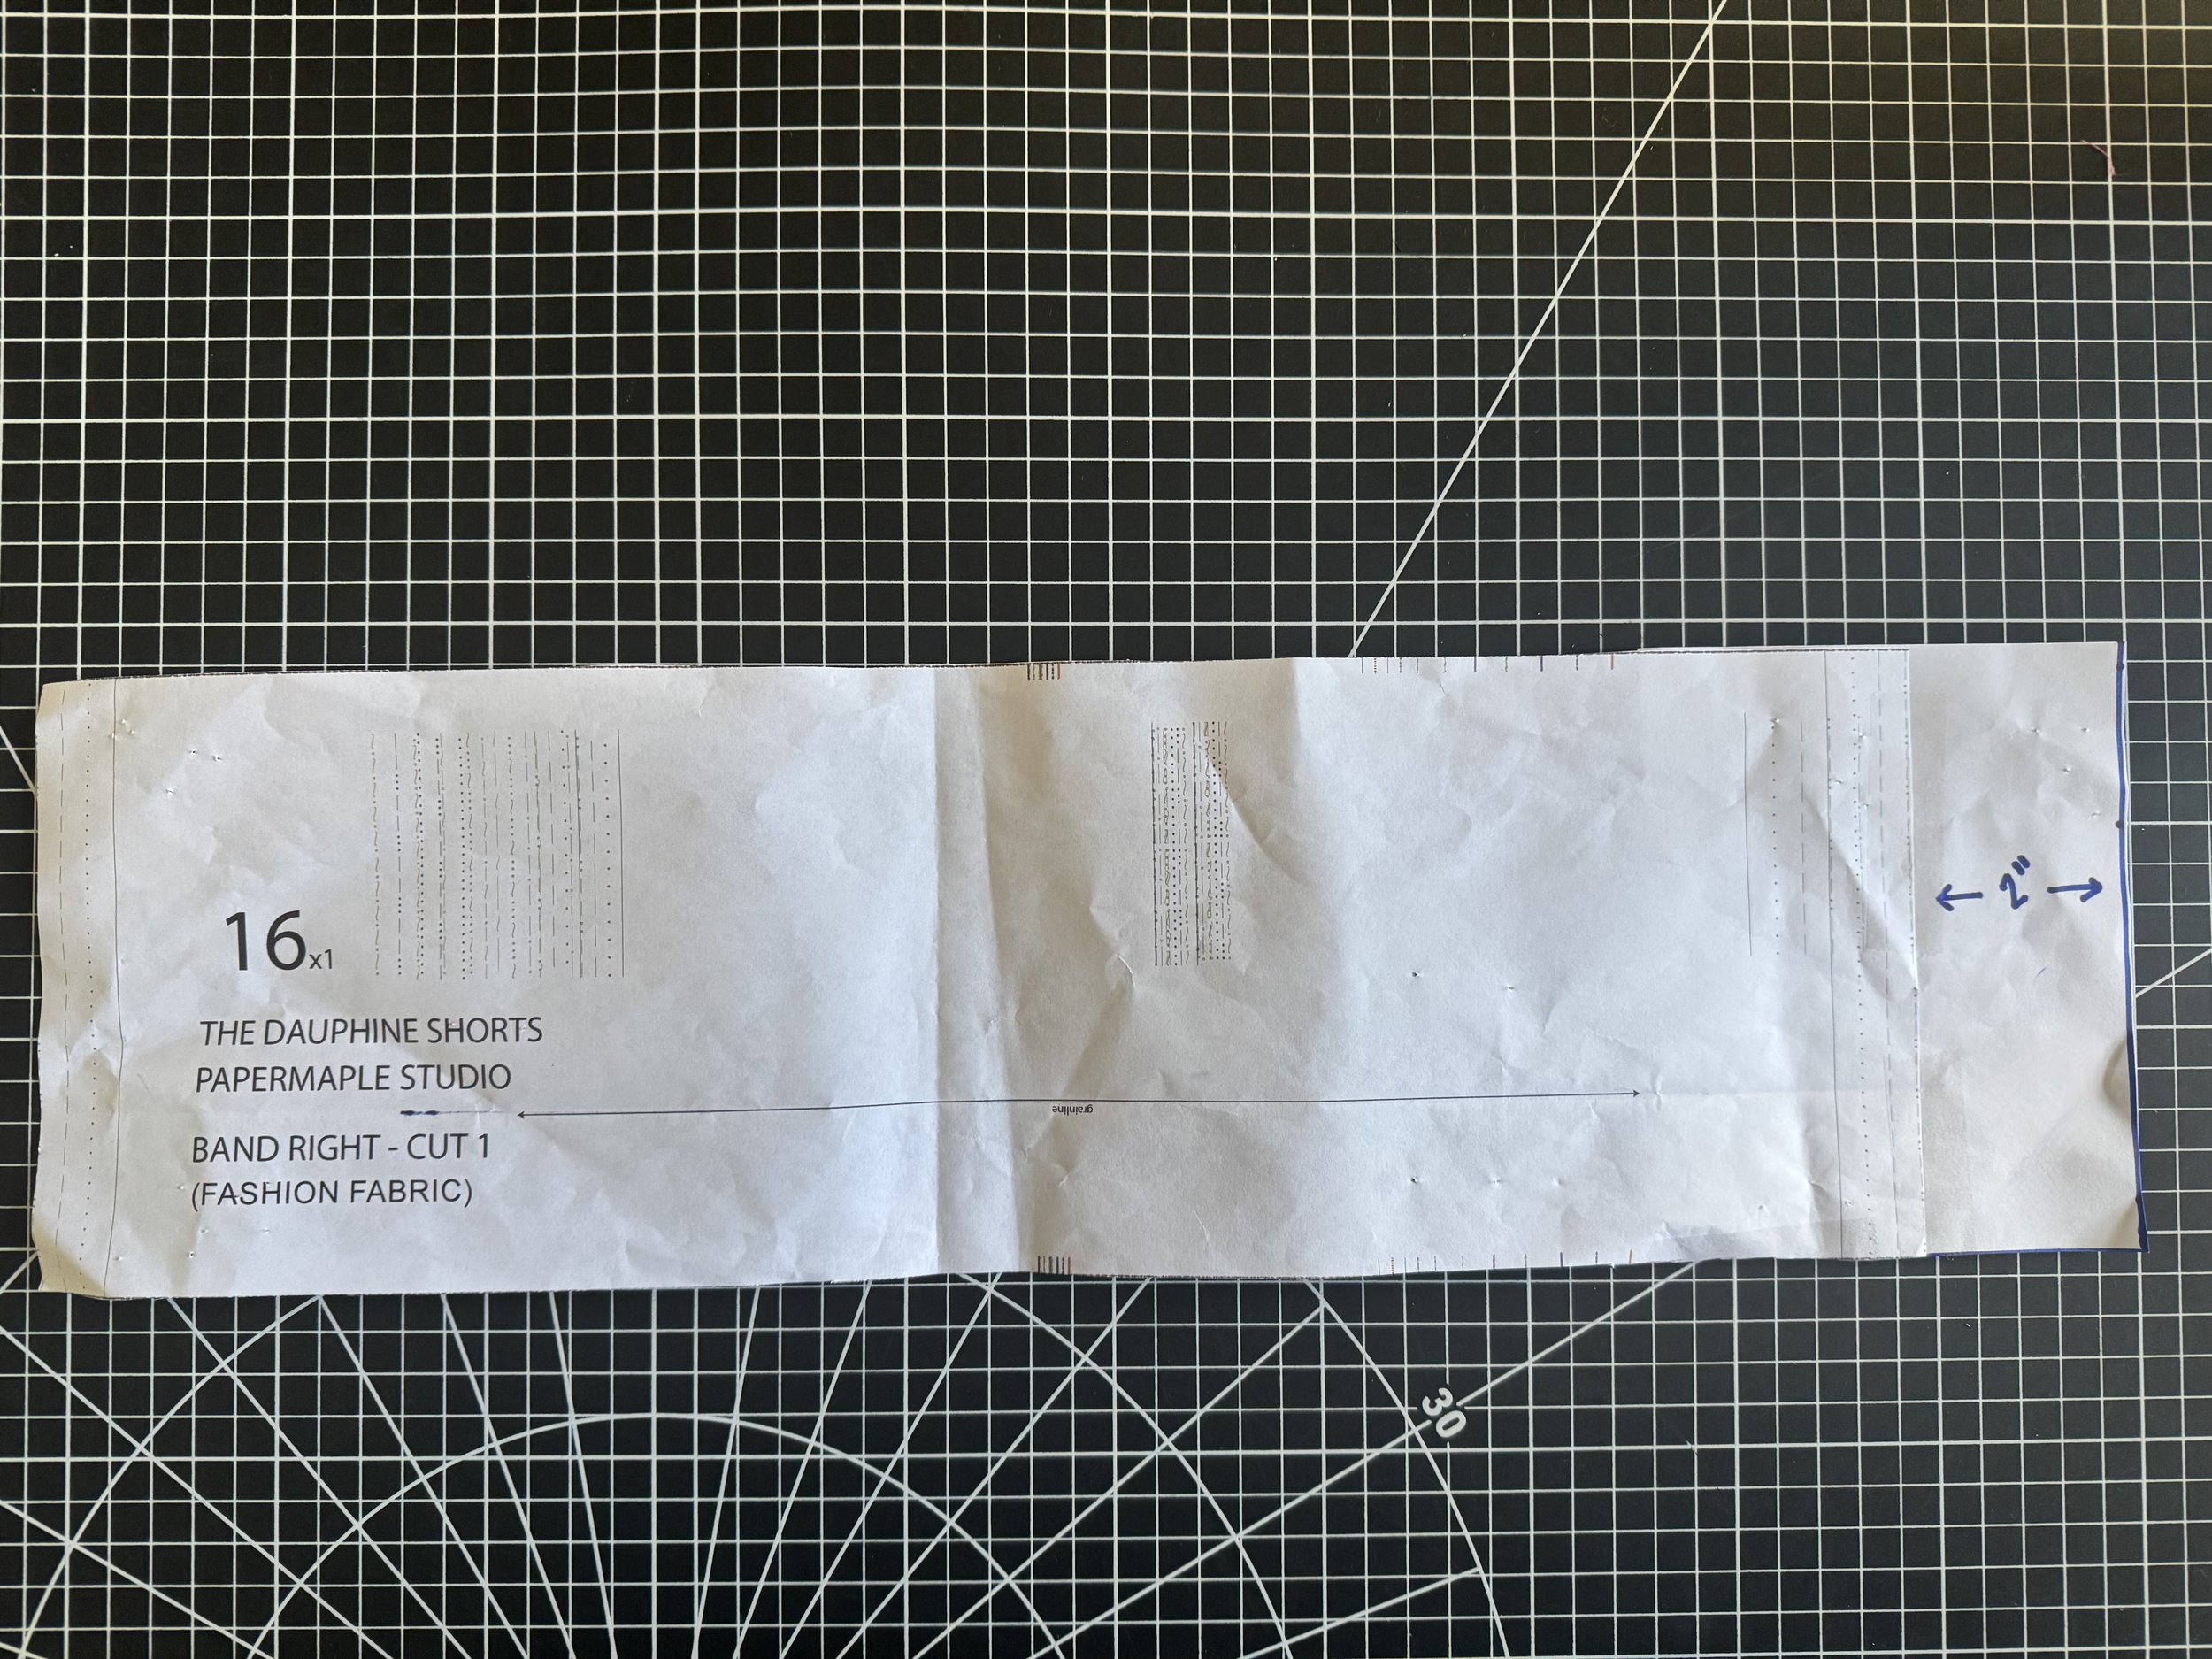 16x1
THE DAUPHINE SHORTS
PAPERMAPLE STUDIO
BAND RIGHT - CUT 1
(FASHION FABRIC)
grainline
2"
30